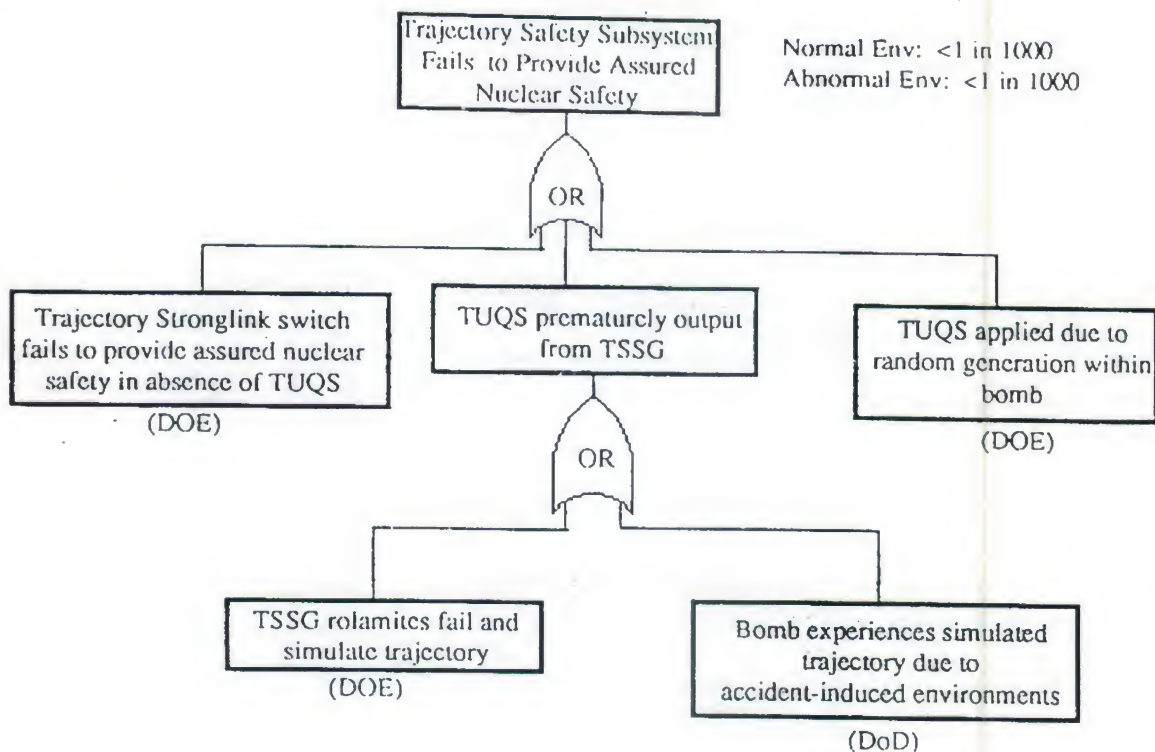 Trajectory Safety Subsystem
Fails to Provide Assured
Nuclear Safety
Normal Env: <1 in 1000
Abnormal Env: <1 in 1000
OR
Trajectory Stronglink switch
fails to provide assured nuclear
safety in absence of TUQS
(DOE)
TUQS prematurely output
from TSSG
TUQS applied due to
random generation within
bomb
(DOE)
OR
TSSG rolamites fail and
simulate trajectory
(DOE)
Bomb experiences simulated
trajectory due to
accident-induced environments
(DoD)